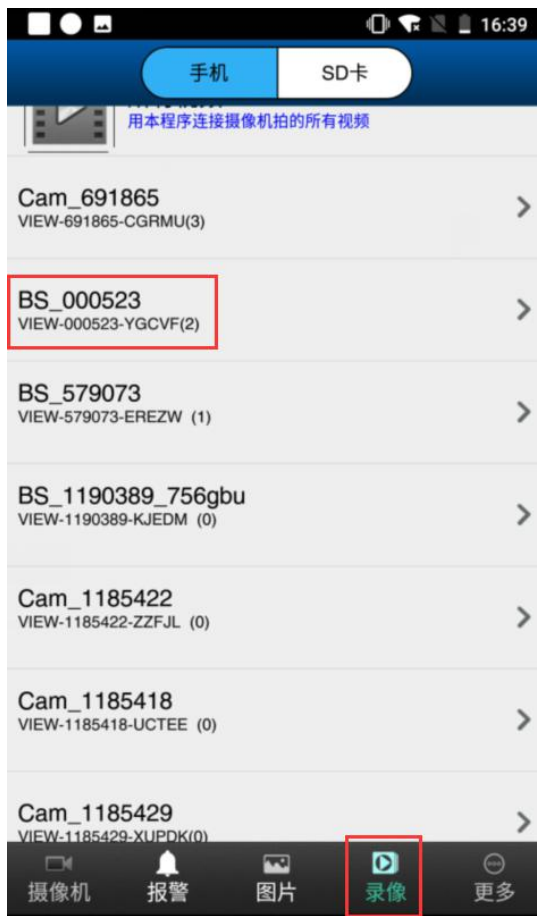 16:39
手机
SD卡
用本程序连接摄像机拍的所有视频
Cam_691865
VIEW-691865-CGRMU(3)
BS_000523
VIEW-000523-YGCVF(2)
BS_579073
VIEW-579073-EREZW (1)
BS_1190389_756gbu
VIEW-1190389-KJEDM (0)
Cam_1185422
VIEW-1185422-ZZFJL (0)
Cam_1185418
VIEW-1185418-UCTEE (0)
Cam_1185429
VIEW-1185429-XUPDK(0)
摄像机
报警
图片
录像
更多